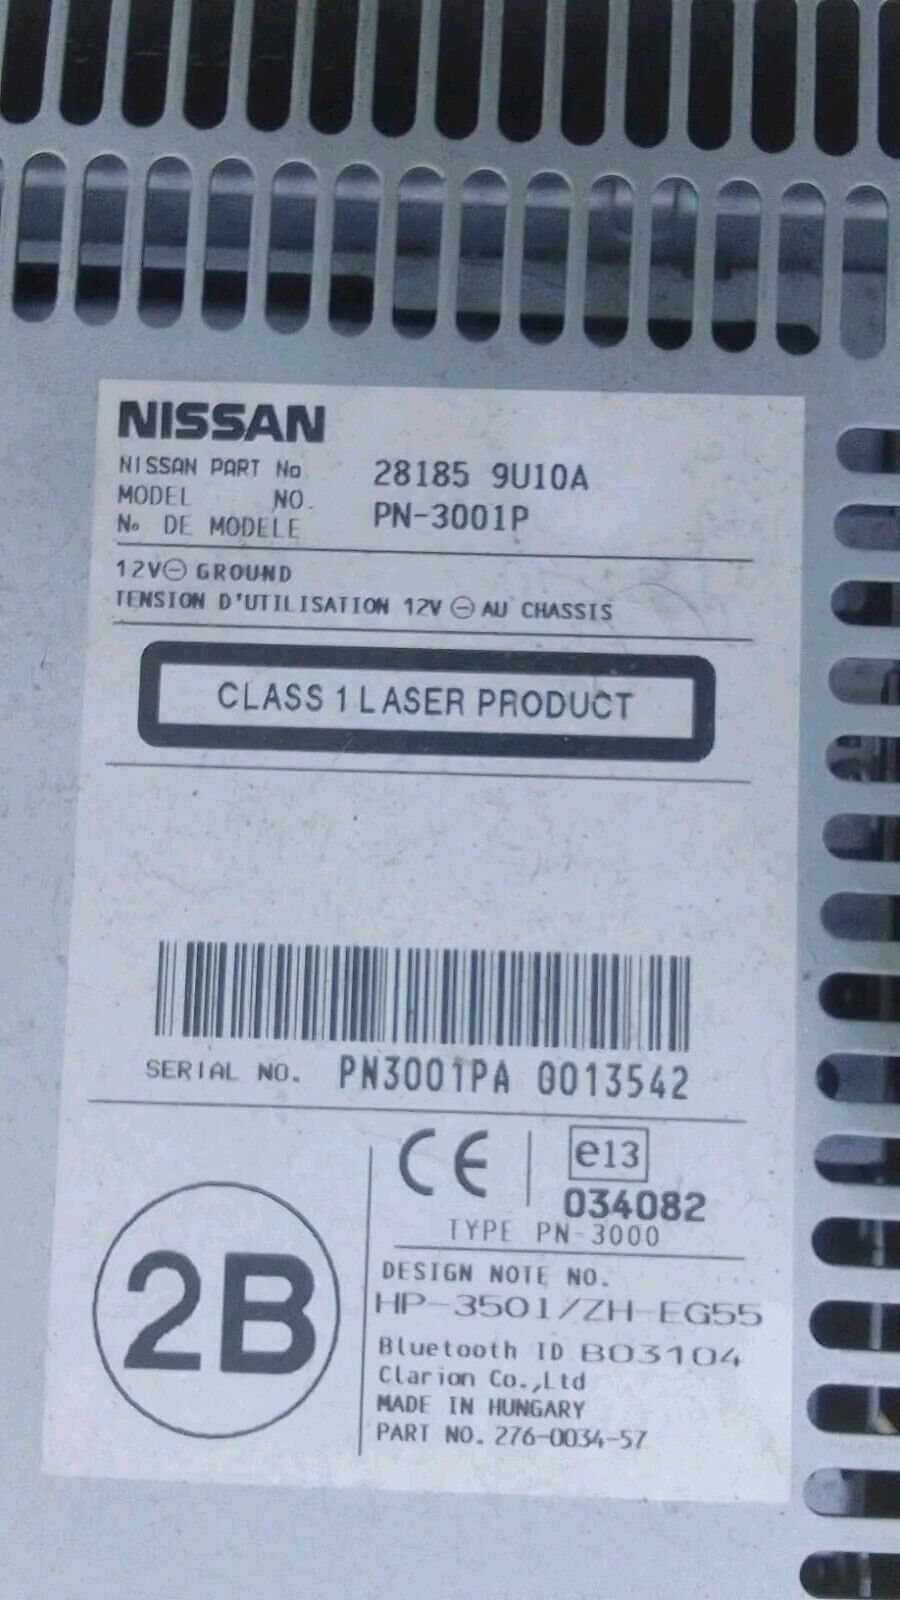 NISSAN
NISSAN PART No. 28185 9U10A
MODEL NO. PN-3001P
No DE MODELE
12V⊖ GROUND
TENSION D'UTILISATION 12V ⊖ AU CHASSIS
CLASS 1 LASER PRODUCT
SERIAL NO. PN3001PA 0013542
CE e13
034082
TYPE PN-3000
2B
DESIGN NOTE NO.
HP-3501/ZH-EG55
Bluetooth ID B03104
Clarion Co.,Ltd
MADE IN HUNGARY
PART NO. 276-0034-57